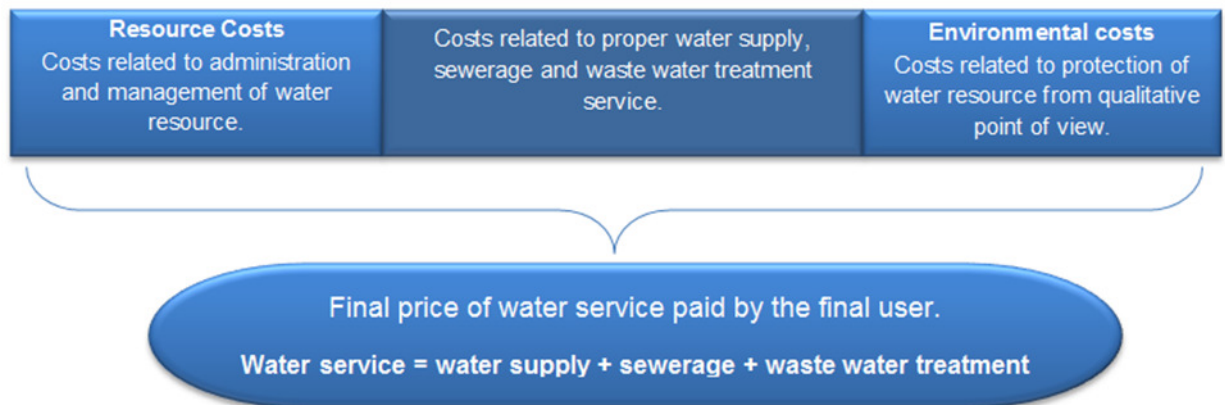 Resource Costs
Costs related to administration
and management of water
resource.
Costs related to proper water supply,
sewerage and waste water treatment
service.
Environmental costs
Costs related to protection of
water resource from qualitative
point of view.
Final price of water service paid by the final user.
Water service = water supply + sewerage + waste water treatment